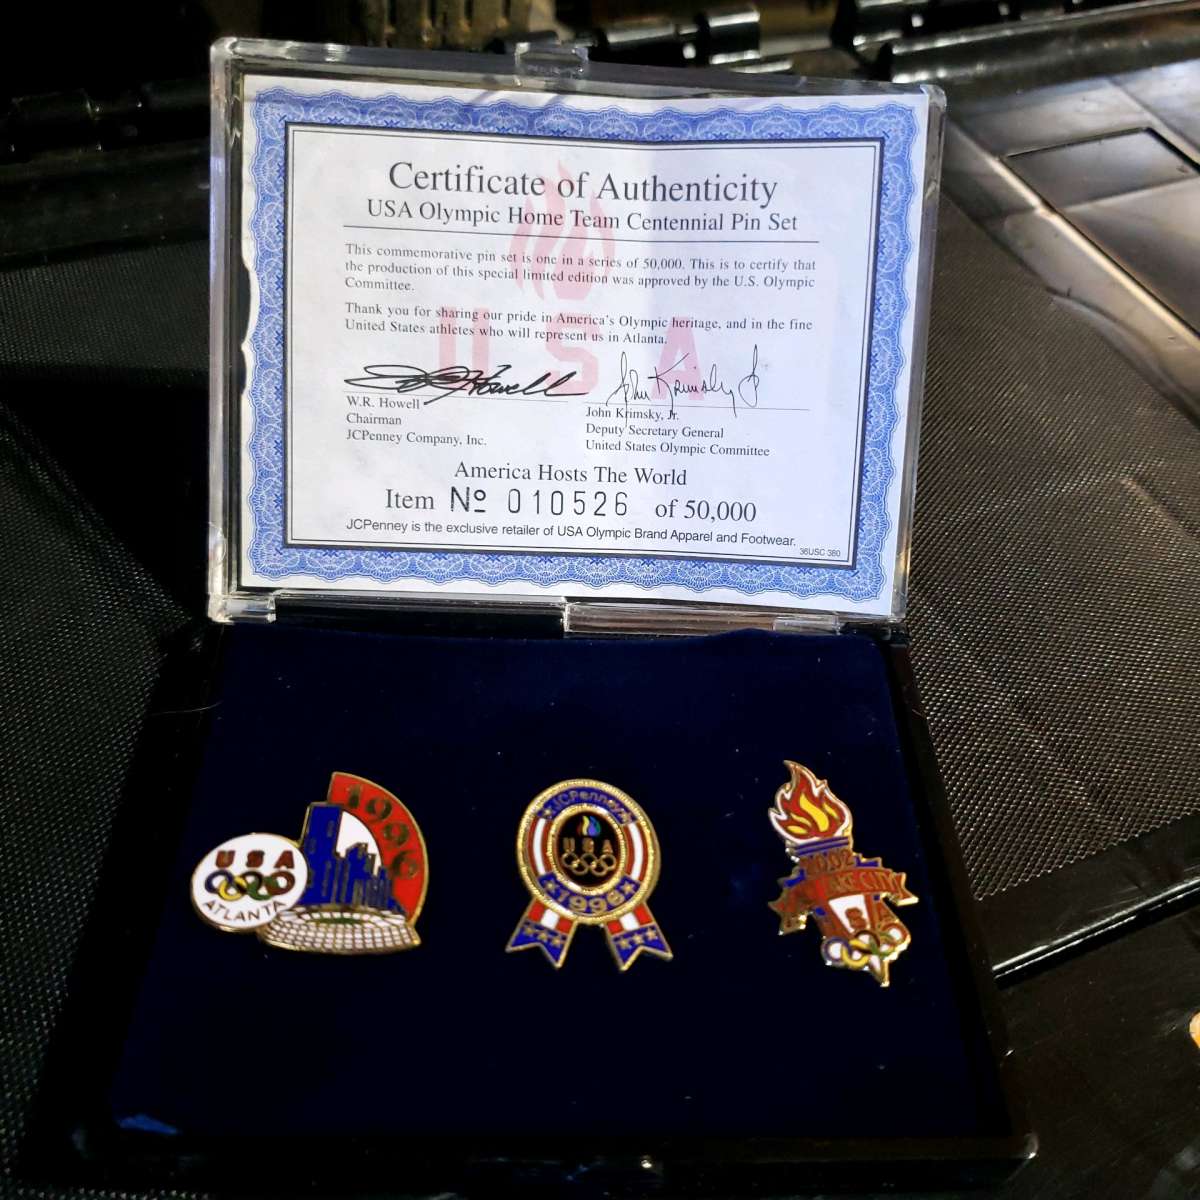 Certificate of Authenticity
USA Olympic Home Team Centennial Pin Set
This commemorative pin set is one in a series of 50,000. This is to certify that
the production of this special limited edition was approved by the U.S. Olympic
Committee.
Thank you for sharing our pride in America's Olympic heritage, and in the fine
United States athletes who will represent us in Atlanta.
USA
W.R. Howell
Chairman
JCPenney Company, Inc.
John Krimsky, Jr.
Deputy Secretary General
United States Olympic Committee
America Hosts The World
Item Nº 010526 of 50,000
JCPenney is the exclusive retailer of USA Olympic Brand Apparel and Footwear.
36USC 380
1996
USA
ATLANTA
JCPenney
USA
1996
2002
LAKE CITY
USA